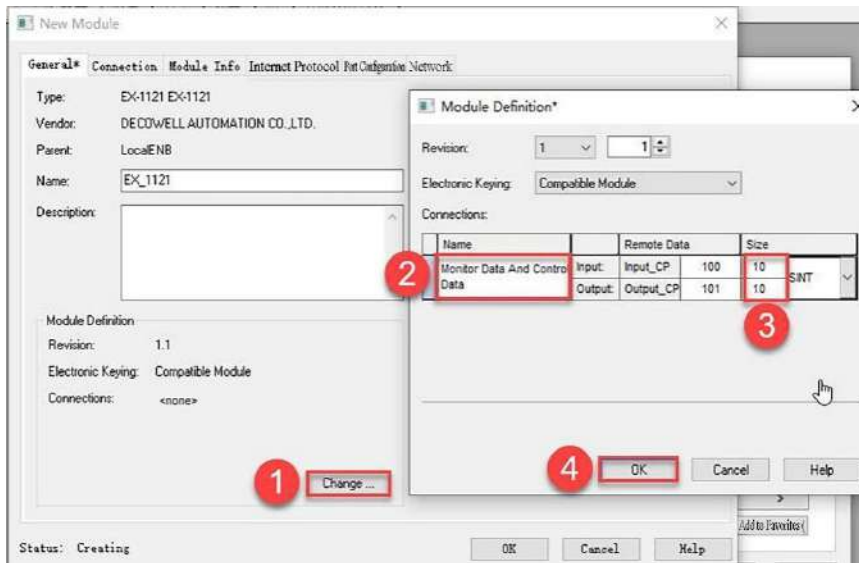 New Module
General* Connection Module Info Internet Protocol Port Configuration Network
Type: EX-1121 EX-1121
Vendor: DECOWELL AUTOMATION CO.,LTD.
Parent: LocalENB
Name: EX_1121
Description:
Module Definition
Revision: 1.1
Electronic Keying: Compatible Module
Connections: <none>
1
Change ...
Status: Creating
OK Cancel Help
Module Definition*
Revision: 1 1
Electronic Keying: Compatible Module
Connections:
Name Remote Data Size
2
Monitor Data And Contro Input: Input_CP 100 10 SINT
Data Output: Output_CP 101 10
3
4
OK Cancel Help
>
Add to Favorites (